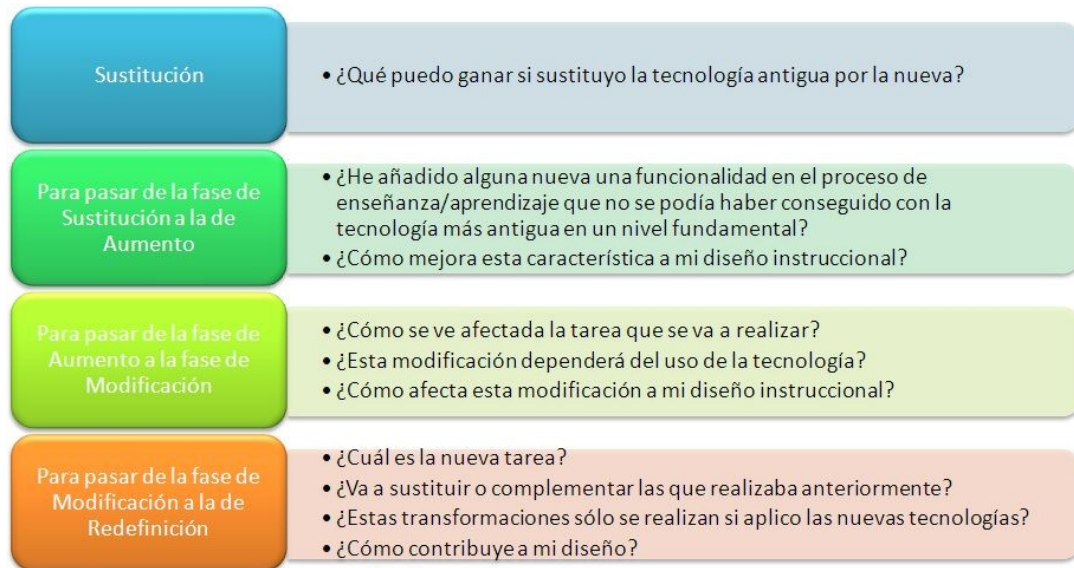 Sustitución
• ¿Qué puedo ganar si sustituyo la tecnología antigua por la nueva?
Para pasar de la fase de
Sustitución a la de
Aumento
• ¿He añadido alguna nueva una funcionalidad en el proceso de
enseñanza/aprendizaje que no se podía haber conseguido con la
tecnología más antigua en un nivel fundamental?
• ¿Cómo mejora esta característica a mi diseño instruccional?
Para pasar de la fase de
Aumento a la fase de
Modificación
• ¿Cómo se ve afectada la tarea que se va a realizar?
• ¿Esta modificación dependerá del uso de la tecnología?
• ¿Cómo afecta esta modificación a mi diseño instruccional?
Para pasar de la fase de
Modificación a la de
Redefinición
• ¿Cuál es la nueva tarea?
• ¿Va a sustituir o complementar las que realizaba anteriormente?
• ¿Estas transformaciones sólo se realizan si aplico las nuevas tecnologías?
• ¿Cómo contribuye a mi diseño?